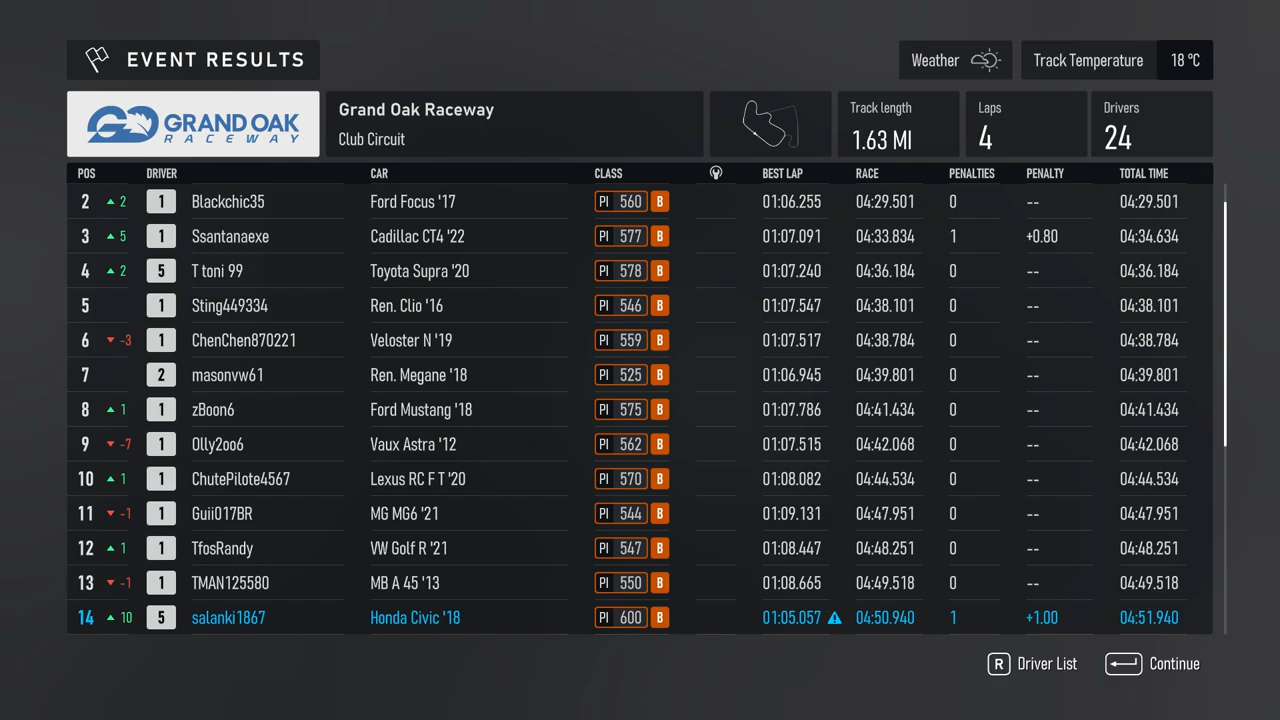 EVENT RESULTS
Weather
Track Temperature 18 ºC
GRAND OAK
RACEWAY
Grand Oak Raceway
Club Circuit
Track length
1.63 MI
Laps
4
Drivers
24
POS DRIVER CAR CLASS BEST LAP RACE PENALTIES PENALTY TOTAL TIME
2 2 1 Blackchic35 Ford Focus '17 PI 560 B 01:06.255 04:29.501 0 -- 04:29.501
3 5 1 Ssantanaexe Cadillac CT4 '22 PI 577 B 01:07.091 04:33.834 1 +0.80 04:34.634
4 2 5 T toni 99 Toyota Supra '20 PI 578 B 01:07.240 04:36.184 0 -- 04:36.184
5 1 Sting449334 Ren. Clio '16 PI 546 B 01:07.547 04:38.101 0 -- 04:38.101
6 -3 1 ChenChen870221 Veloster N '19 PI 559 B 01:07.517 04:38.784 0 -- 04:38.784
7 2 masonvw61 Ren. Megane '18 PI 525 B 01:06.945 04:39.801 0 -- 04:39.801
8 1 1 zBoon6 Ford Mustang '18 PI 575 B 01:07.786 04:41.434 0 -- 04:41.434
9 -7 1 Olly2oo6 Vaux Astra '12 PI 562 B 01:07.515 04:42.068 0 -- 04:42.068
10 1 1 ChutePilote4567 Lexus RC F T '20 PI 570 B 01:08.082 04:44.534 0 -- 04:44.534
11 -1 1 Guii017BR MG MG6 '21 PI 544 B 01:09.131 04:47.951 0 -- 04:47.951
12 1 1 TfosRandy VW Golf R '21 PI 547 B 01:08.447 04:48.251 0 -- 04:48.251
13 -1 1 TMAN125580 MB A 45 '13 PI 550 B 01:08.665 04:49.518 0 -- 04:49.518
14 10 5 salanki1867 Honda Civic '18 PI 600 B 01:05.057 04:50.940 1 +1.00 04:51.940
R Driver List Continue